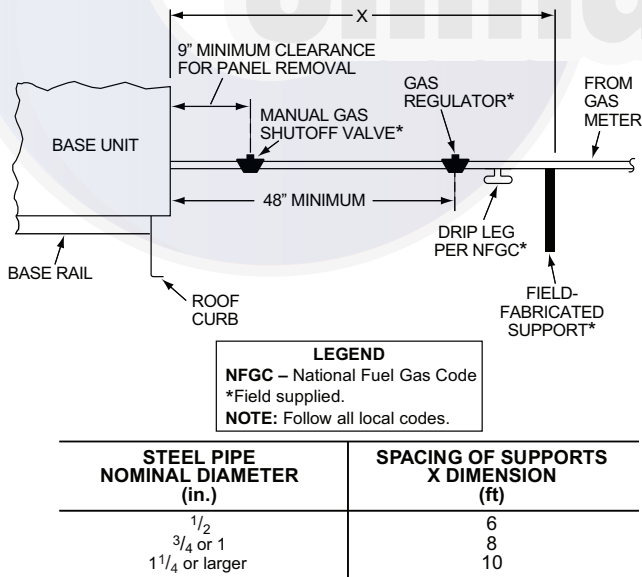 X
9” MINIMUM CLEARANCE
FOR PANEL REMOVAL
GAS
REGULATOR*
FROM
GAS
METER
MANUAL GAS
SHUTOFF VALVE*
BASE UNIT
48” MINIMUM
DRIP LEG
PER NFGC*
BASE RAIL
ROOF
CURB
FIELD-
FABRICATED
SUPPORT*
LEGEND
NFGC – National Fuel Gas Code
*Field supplied.
NOTE: Follow all local codes.
STEEL PIPE
NOMINAL DIAMETER
(in.)
SPACING OF SUPPORTS
X DIMENSION
(ft)
1/2 6
3/4 or 1 8
1 1/4 or larger 10